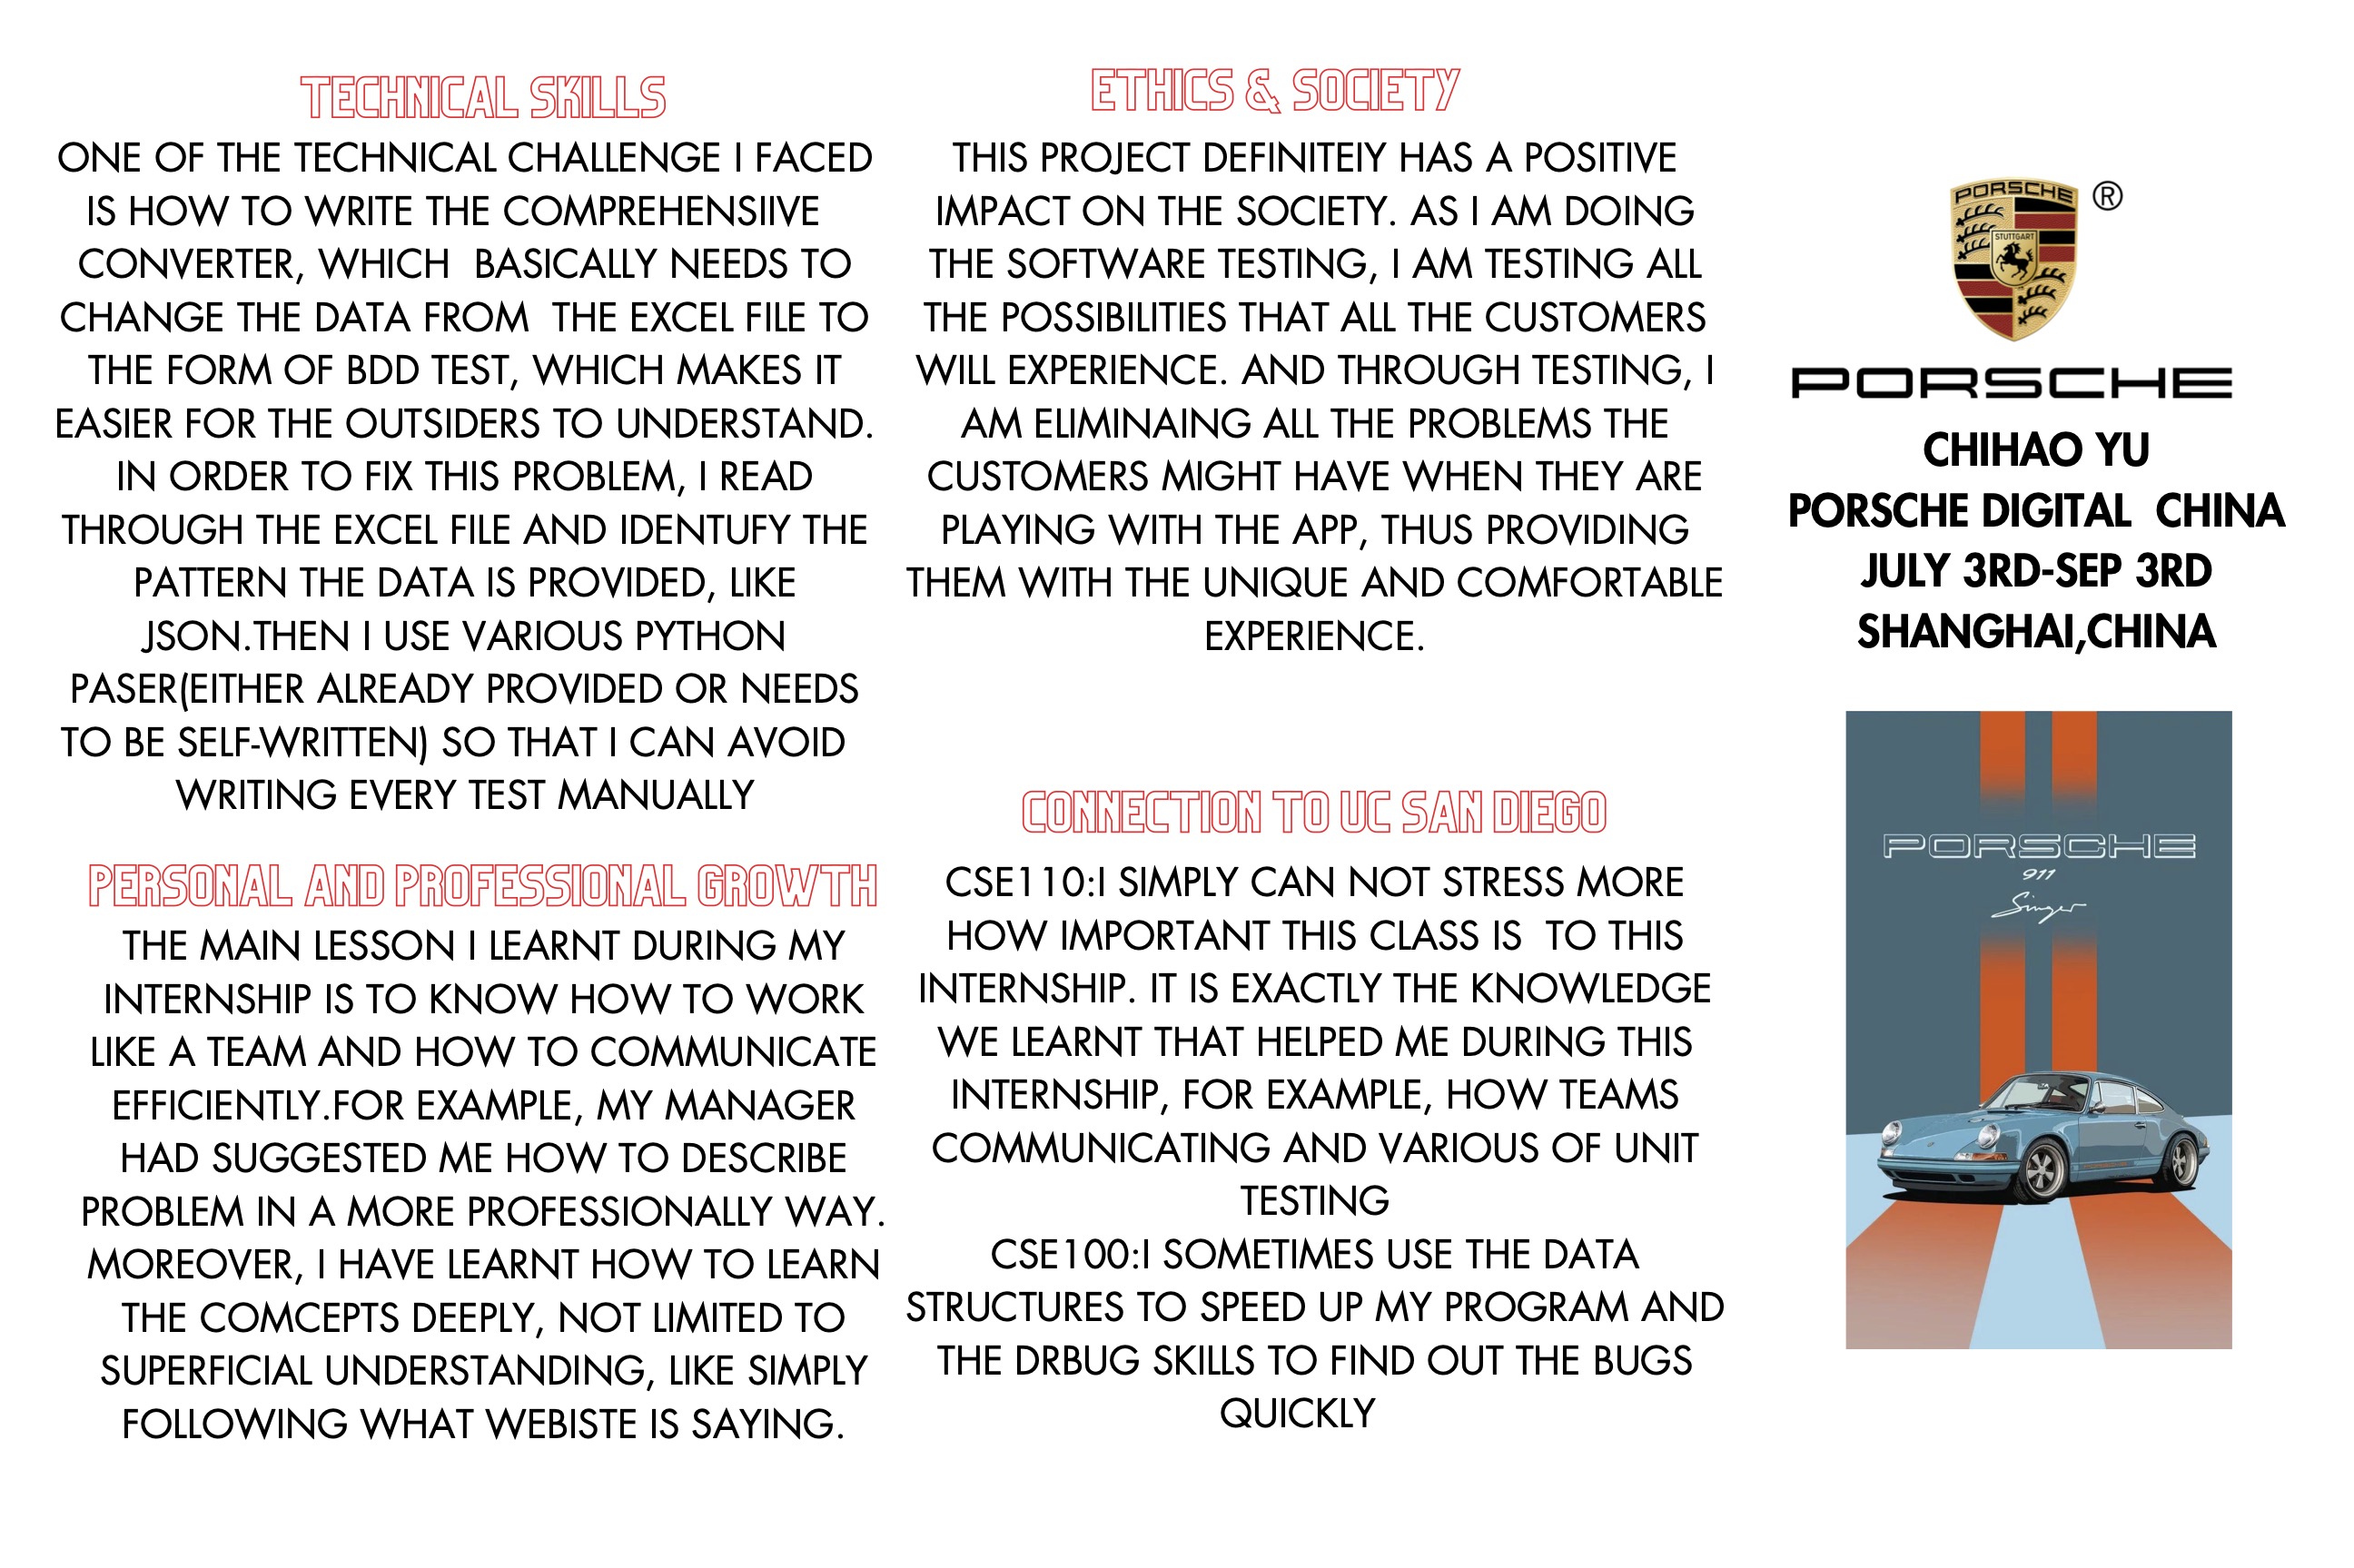 TECHNICAL SKILLS
ONE OF THE TECHNICAL CHALLENGE I FACED
IS HOW TO WRITE THE COMPREHENSIIVE
CONVERTER, WHICH BASICALLY NEEDS TO
CHANGE THE DATA FROM THE EXCEL FILE TO
THE FORM OF BDD TEST, WHICH MAKES IT
EASIER FOR THE OUTSIDERS TO UNDERSTAND.
IN ORDER TO FIX THIS PROBLEM, I READ
THROUGH THE EXCEL FILE AND IDENTUFY THE
PATTERN THE DATA IS PROVIDED, LIKE
JSON.THEN I USE VARIOUS PYTHON
PASER(EITHER ALREADY PROVIDED OR NEEDS
TO BE SELF-WRITTEN) SO THAT I CAN AVOID
WRITING EVERY TEST MANUALLY
PERSONAL AND PROFESSIONAL GROWTH
THE MAIN LESSON I LEARNT DURING MY
INTERNSHIP IS TO KNOW HOW TO WORK
LIKE A TEAM AND HOW TO COMMUNICATE
EFFICIENTLY.FOR EXAMPLE, MY MANAGER
HAD SUGGESTED ME HOW TO DESCRIBE
PROBLEM IN A MORE PROFESSIONALLY WAY.
MOREOVER, I HAVE LEARNT HOW TO LEARN
THE COMCEPTS DEEPLY, NOT LIMITED TO
SUPERFICIAL UNDERSTANDING, LIKE SIMPLY
FOLLOWING WHAT WEBISTE IS SAYING.
ETHICS & SOCIETY
THIS PROJECT DEFINITEIY HAS A POSITIVE
IMPACT ON THE SOCIETY. AS I AM DOING
THE SOFTWARE TESTING, I AM TESTING ALL
THE POSSIBILITIES THAT ALL THE CUSTOMERS
WILL EXPERIENCE. AND THROUGH TESTING, I
AM ELIMINAING ALL THE PROBLEMS THE
CUSTOMERS MIGHT HAVE WHEN THEY ARE
PLAYING WITH THE APP, THUS PROVIDING
THEM WITH THE UNIQUE AND COMFORTABLE
EXPERIENCE.
CONNECTION TO UC SAN DIEGO
CSE110:I SIMPLY CAN NOT STRESS MORE
HOW IMPORTANT THIS CLASS IS TO THIS
INTERNSHIP. IT IS EXACTLY THE KNOWLEDGE
WE LEARNT THAT HELPED ME DURING THIS
INTERNSHIP, FOR EXAMPLE, HOW TEAMS
COMMUNICATING AND VARIOUS OF UNIT
TESTING
CSE100:I SOMETIMES USE THE DATA
STRUCTURES TO SPEED UP MY PROGRAM AND
THE DRBUG SKILLS TO FIND OUT THE BUGS
QUICKLY
PORSCHE
®
STUTTGART
PORSCHE
CHIHAO YU
PORSCHE DIGITAL CHINA
JULY 3RD-SEP 3RD
SHANGHAI,CHINA
PORSCHE
911
Singer